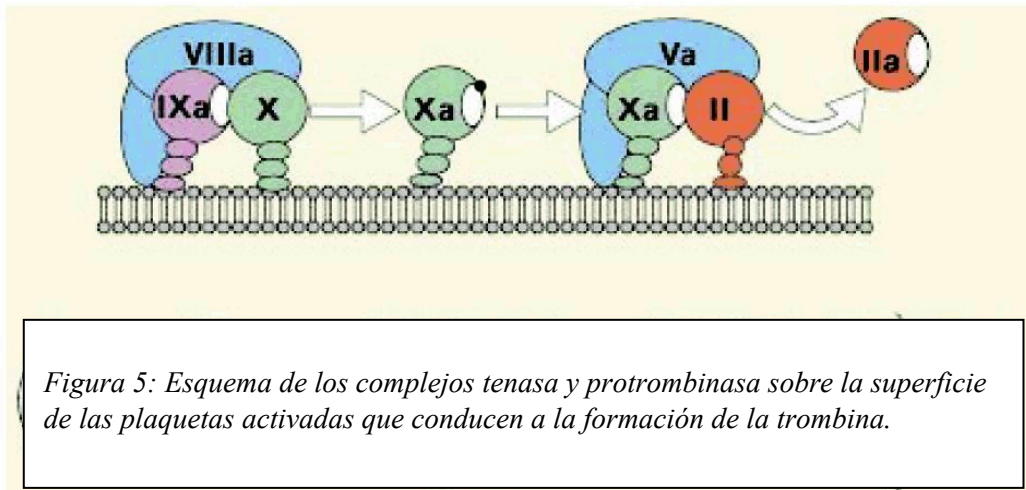 VIIIa
IXa
X
Xa
Va
Xa
II
IIa
Figura 5: Esquema de los complejos tenasa y protrombinasa sobre la superficie
de las plaquetas activadas que conducen a la formación de la trombina.